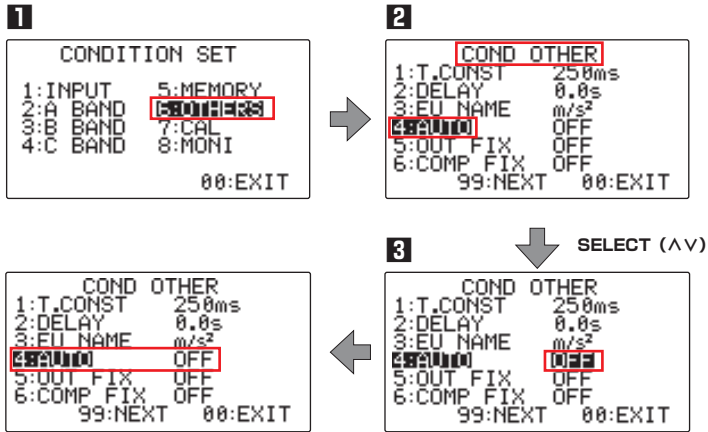 1
CONDITION SET
1:INPUT 5:MEMORY
2:A BAND 6:OTHERS
3:B BAND 7:CAL
4:C BAND 8:MONI
00:EXIT
2
COND OTHER
1:T.CONST 250ms
2:DELAY 0.0s
3:EU NAME m/s²
4:AUTO OFF
5:OUT FIX OFF
6:COMP FIX OFF
99:NEXT 00:EXIT
SELECT (∧∨)
3
COND OTHER
1:T.CONST 250ms
2:DELAY 0.0s
3:EU NAME m/s²
4:AUTO OFF
5:OUT FIX OFF
6:COMP FIX OFF
99:NEXT 00:EXIT
COND OTHER
1:T.CONST 250ms
2:DELAY 0.0s
3:EU NAME m/s²
4:AUTO OFF
5:OUT FIX OFF
6:COMP FIX OFF
99:NEXT 00:EXIT